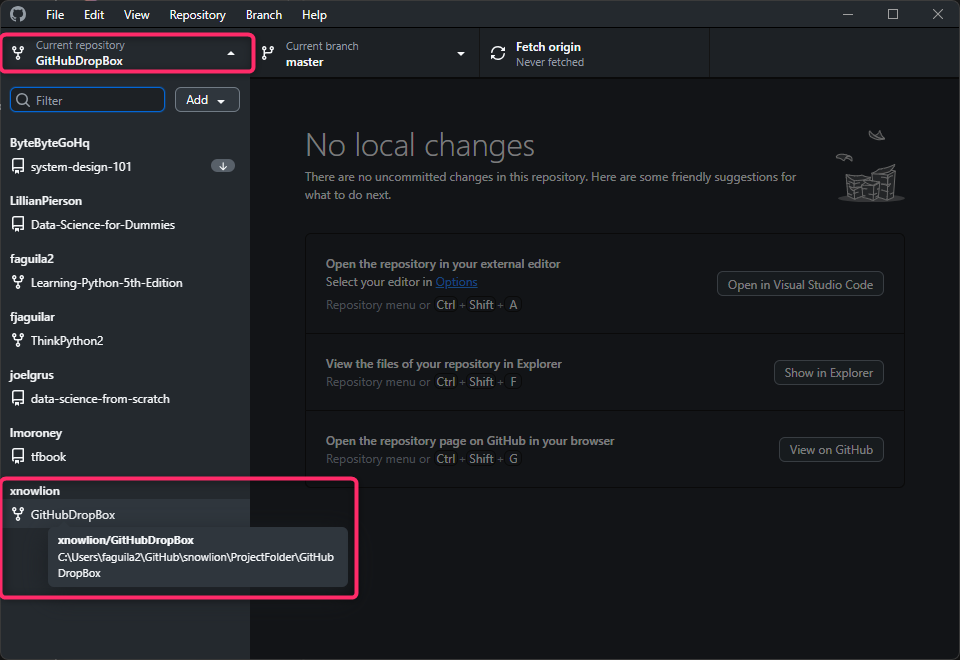 File Edit View Repository Branch Help
Current repository
GitHubDropBox
Current branch
master
Fetch origin
Never fetched
Filter
Add
ByteByteGoHq
system-design-101
LillianPierson
Data-Science-for-Dummies
faguila2
Learning-Python-5th-Edition
fjaguilar
ThinkPython2
joelgrus
data-science-from-scratch
lmoroney
tfbook
xnowlion
GitHubDropBox
xnowlion/GitHubDropBox
C:\Users\faguila2\GitHub\snowlion\ProjectFolder\GitHub
DropBox
No local changes
There are no uncommitted changes in this repository. Here are some friendly suggestions for
what to do next.
Open the repository in your external editor
Select your editor in Options
Repository menu or Ctrl + Shift + A
Open in Visual Studio Code
View the files of your repository in Explorer
Repository menu or Ctrl + Shift + F
Show in Explorer
Open the repository page on GitHub in your browser
Repository menu or Ctrl + Shift + G
View on GitHub